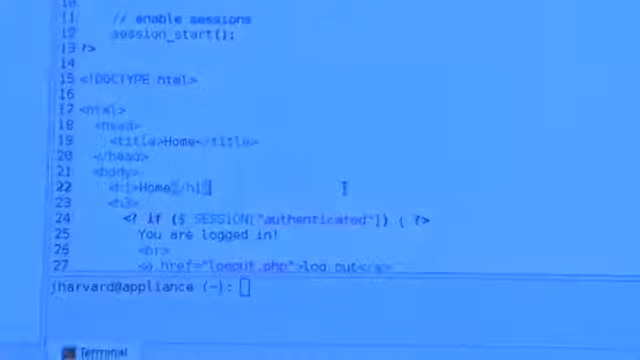 10
11 // enable sessions
12 session_start();
13 ?>
14
15 <!DOCTYPE html>
16
17 <html>
18 <head>
19 <title>Home</title>
20 </head>
21 <body>
22 <h1>Home</h1>
23 <h3>
24 <? if ($_SESSION["authenticated"]) { ?>
25 You are logged in!
26 <br>
27 <a href="logout.php">log out</a>
jharvard@appliance (~):
Terminal